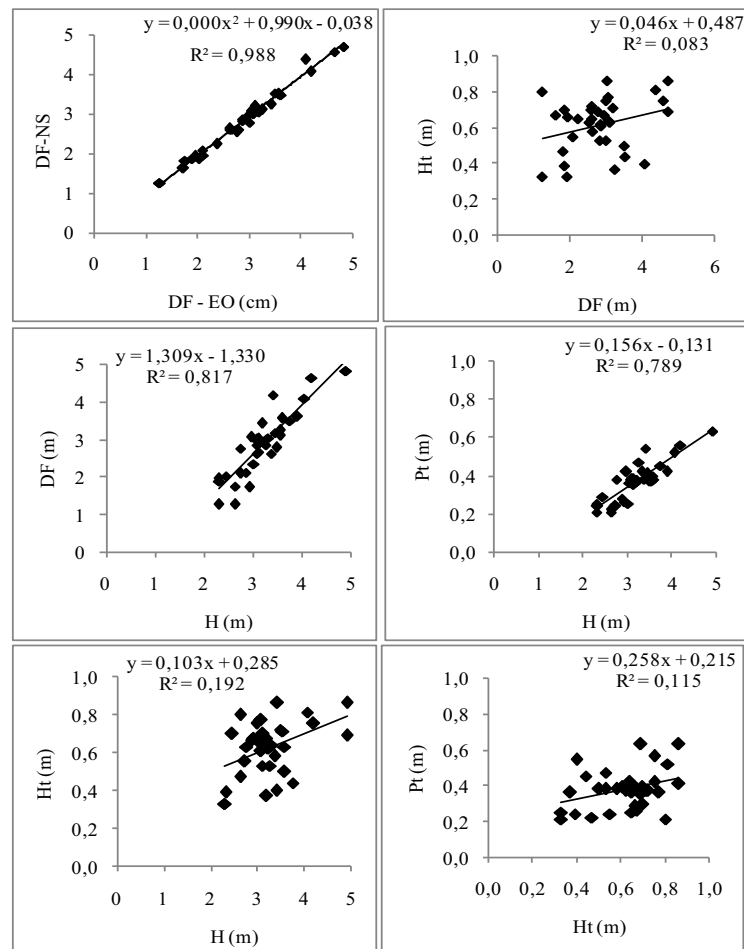 y = 0,000x² + 0,990x - 0,038
R² = 0,988
5
4
3
2
1
0
DF-NS
0 1 2 3 4 5
DF - EO (cm)
y = 0,046x + 0,487
R² = 0,083
1,0
0,8
0,6
0,4
0,2
0,0
Ht (m)
0 2 4 6
DF (m)
y = 1,309x - 1,330
R² = 0,817
5
4
3
2
1
0
DF (m)
0 1 2 3 4 5
H (m)
y = 0,156x - 0,131
R² = 0,789
1,0
0,8
0,6
0,4
0,2
0,0
Pt (m)
0 1 2 3 4 5
H (m)
y = 0,103x + 0,285
R² = 0,192
1,0
0,8
0,6
0,4
0,2
0,0
Ht (m)
0 1 2 3 4 5
H (m)
y = 0,258x + 0,215
R² = 0,115
1,0
0,8
0,6
0,4
0,2
0,0
Pt (m)
0,0 0,2 0,4 0,6 0,8 1,0
Ht (m)